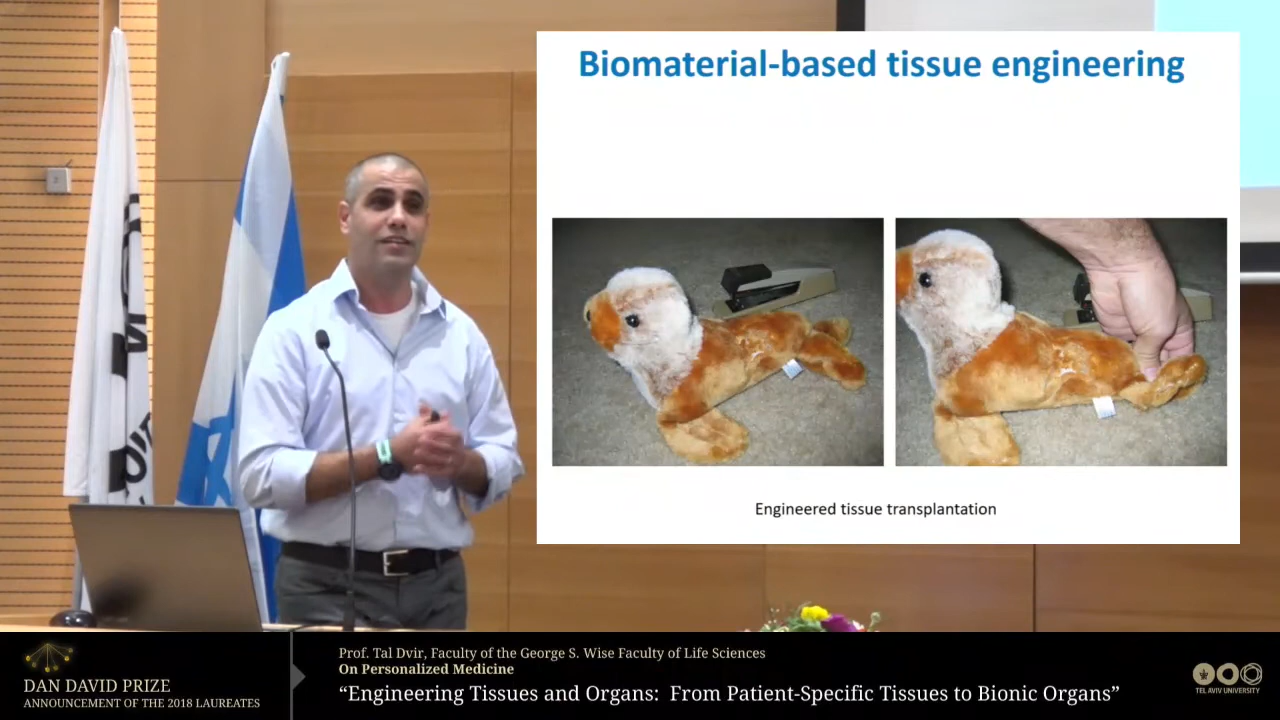 Biomaterial-based tissue engineering
Engineered tissue transplantation
DAN DAVID PRIZE
ANNOUNCEMENT OF THE 2018 LAUREATES
Prof. Tal Dvir, Faculty of the George S. Wise Faculty of Life Sciences
On Personalized Medicine
“Engineering Tissues and Organs: From Patient-Specific Tissues to Bionic Organs”
TEL AVIV UNIVERSITY